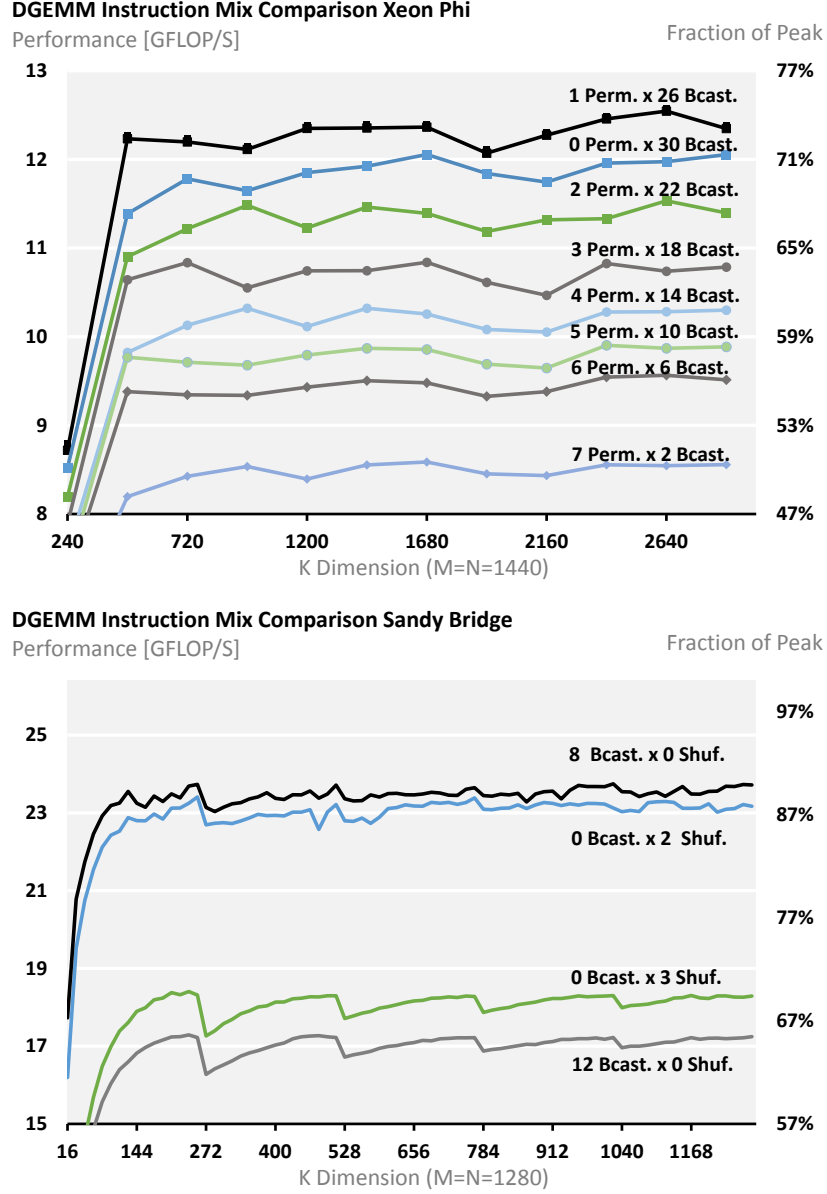 DGEMM Instruction Mix Comparison Xeon Phi
Performance [GFLOP/S]
Fraction of Peak
13
77%
1 Perm. x 26 Bcast.
0 Perm. x 30 Bcast.
12
71%
2 Perm. x 22 Bcast.
11
65%
3 Perm. x 18 Bcast.
4 Perm. x 14 Bcast.
10
59%
5 Perm. x 10 Bcast.
6 Perm. x 6 Bcast.
9
53%
7 Perm. x 2 Bcast.
8
47%
240 720 1200 1680 2160 2640
K Dimension (M=N=1440)
DGEMM Instruction Mix Comparison Sandy Bridge
Performance [GFLOP/S]
Fraction of Peak
97%
25
8 Bcast. x 0 Shuf.
23
87%
0 Bcast. x 2 Shuf.
21
77%
19
0 Bcast. x 3 Shuf.
67%
17
12 Bcast. x 0 Shuf.
15
57%
16 144 272 400 528 656 784 912 1040 1168
K Dimension (M=N=1280)